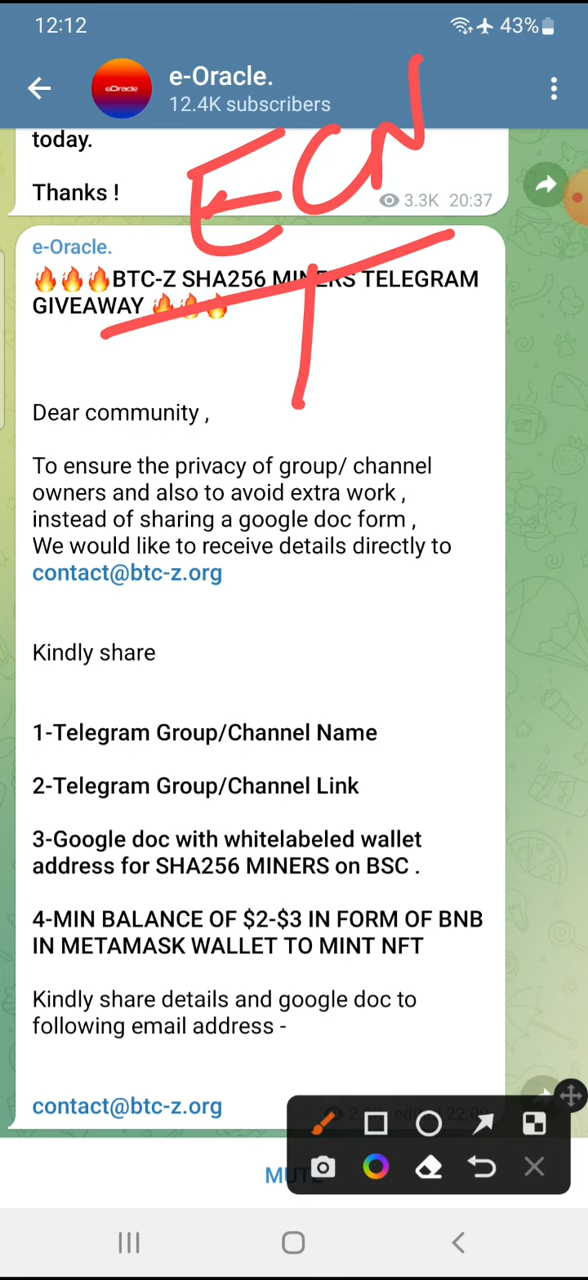 12:12
43%
e-Oracle.
eOracle
12.4K subscribers
today.
Thanks !
3.3K 20:37
ECN
T
e-Oracle.
🔥🔥🔥BTC-Z SHA256 MINERS TELEGRAM
GIVEAWAY 🔥🔥🔥
Dear community ,
To ensure the privacy of group/ channel
owners and also to avoid extra work ,
instead of sharing a google doc form ,
We would like to receive details directly to
contact@btc-z.org
Kindly share
1-Telegram Group/Channel Name
2-Telegram Group/Channel Link
3-Google doc with whitelabeled wallet
address for SHA256 MINERS on BSC .
4-MIN BALANCE OF $2-$3 IN FORM OF BNB
IN METAMASK WALLET TO MINT NFT
Kindly share details and google doc to
following email address -
contact@btc-z.org